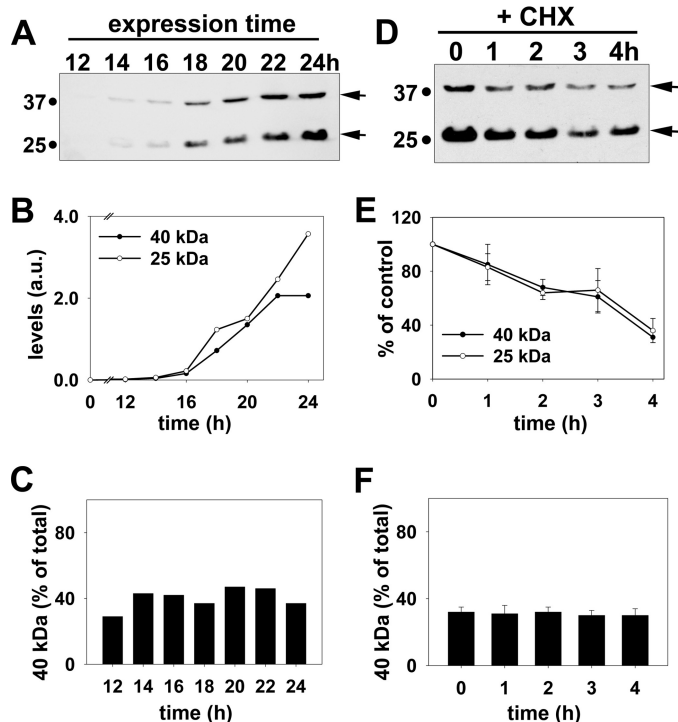 A
expression time
12 14 16 18 20 22 24h
37
25
D
+ CHX
0 1 2 3 4h
37
25
B
4.0
2.0
0.0
levels (a.u.)
40 kDa
25 kDa
0 12 16 20 24
time (h)
E
120
80
40
0
% of control
40 kDa
25 kDa
0 1 2 3 4
time (h)
C
80
40
0
40 kDa (% of total)
12 14 16 18 20 22 24
time (h)
F
80
40
0
40 kDa (% of total)
0 1 2 3 4
time (h)